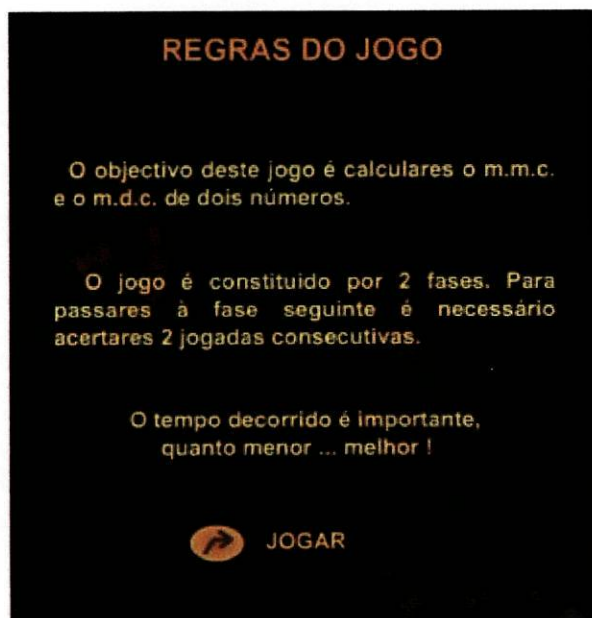 REGRAS DO JOGO
O objectivo deste jogo é calculares o m.m.c.
e o m.d.c. de dois números.
O jogo é constituido por 2 fases. Para
passares à fase seguinte é necessário
acertares 2 jogadas consecutivas.
O tempo decorrido é importante,
quanto menor ... melhor !
JOGAR